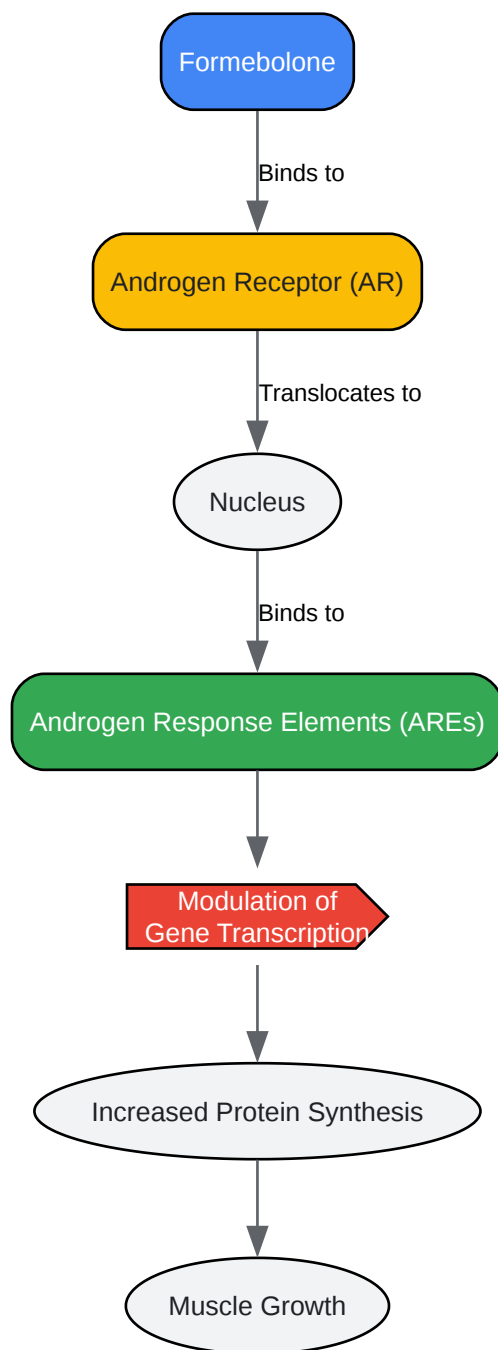 Formebolone
Binds to
Androgen Receptor (AR)
Translocates to
Nucleus
Binds to
Androgen Response Elements (AREs)
Modulation of
Gene Transcription
Increased Protein Synthesis
Muscle Growth